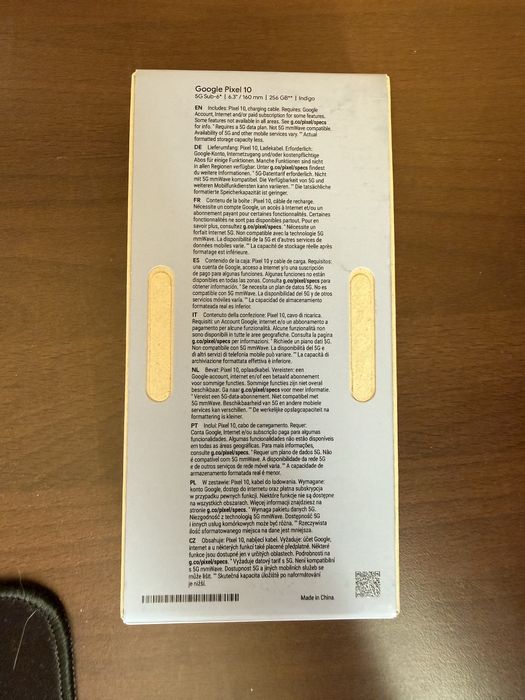 Google Pixel 10
5G Sub-6* | 6.3" / 160 mm | 256 GB** | Indigo
EN Includes: Pixel 10, charging cable. Requires: Google
Account, Internet and/or paid subscription for some features.
Some features not available in all areas. See g.co/pixel/specs
for info. * Requires a 5G data plan. Not 5G mmWave compatible.
Availability of 5G and other mobile services may vary. ** Actual
formatted storage capacity less.
DE Lieferumfang: Pixel 10, Ladekabel. Erforderlich:
Google-Konto, Internetzugang und/oder kostenpflichtige
Abos für einige Funktionen. Manche Funktionen sind nicht
in allen Regionen verfügbar. Unter g.co/pixel/specs findest
du weitere Informationen. * 5G-Datentarif erforderlich. Nicht
mit 5G mmWave kompatibel. Die Verfügbarkeit von 5G und
weiteren Mobilfunkdiensten kann variieren. ** Die tatsächliche
formatierte Speicherkapazität ist geringer.
FR Contenu de la boîte : Pixel 10, câble de recharge.
Nécessite un compte Google, un accès à Internet et/ou un
abonnement payant pour certaines fonctionnalités. Certaines
fonctionnalités ne sont pas disponibles partout. Pour en
savoir plus, consultez g.co/pixel/specs. * Nécessite un
forfait Internet 5G. Non compatible avec la technologie 5G
mmWave. La disponibilité de la 5G et d'autres services de
données mobiles varie. ** La capacité de stockage réelle après
formatage est inférieure.
ES Contenido de la caja: Pixel 10 y cable de carga. Requisitos:
una cuenta de Google, acceso a Internet y/o una suscripción
de pago para algunas funciones. Algunas funciones no están
disponibles en todas las zonas. Consulta g.co/pixel/specs para
obtener información. * Se necesita un plan de datos 5G. No es
compatible con 5G mmWave. La disponibilidad del 5G y de otros
servicios móviles varía. ** La capacidad de almacenamiento
formateada real es inferior.
IT Contenuto della confezione: Pixel 10, cavo di ricarica.
Requisiti: un Account Google, Internet e/o un abbonamento a
pagamento per alcune funzionalità. Alcune funzionalità non sono
disponibili in tutte le aree geografiche. Consulta la pagina
g.co/pixel/specs per informazioni. * Richiede un piano dati 5G.
Non compatibile con 5G mmWave. La disponibilità del 5G e
di altri servizi di telefonia mobile può variare. ** La capacità di
archiviazione formattata effettiva è inferiore.
NL Bevat: Pixel 10, oplaadkabel. Vereisten: een
Google-account, internet en/of een betaald abonnement
voor sommige functies. Sommige functies zijn niet overal
beschikbaar. Ga naar g.co/pixel/specs voor meer informatie.
* Vereist een 5G-data-abonnement. Niet compatibel met
5G mmWave. Beschikbaarheid van 5G en andere mobiele
services kan verschillen. ** De werkelijke opslagcapaciteit na
formattering is kleiner.
PT Inclui: Pixel 10, cabo de carregamento. Requer:
Conta Google, Internet e/ou subscrição paga para algumas
funcionalidades. Algumas funcionalidades não estão disponíveis
em todas as áreas geográficas. Para mais informações,
consulte g.co/pixel/specs. * Requer um plano de dados 5G. Não
é compatível com 5G mmWave. A disponibilidade da rede 5G
e de outros serviços de rede móvel varia. ** A capacidade de
armazenamento formatada real é menor.
PL W zestawie: Pixel 10, kabel do ładowania. Wymagane:
konto Google, dostęp do internetu oraz płatna subskrypcja
w przypadku pewnych funkcji. Niektóre funkcje nie są dostępne
na wszystkich obszarach. Więcej informacji znajdziesz na
stronie g.co/pixel/specs. * Wymaga pakietu danych 5G.
Niezgodność z technologią 5G mmWave. Dostępność 5G
i innych usług komórkowych może być różna. ** Rzeczywista
ilość sformatowanego miejsca na dane jest mniejsza.
CZ Obsahuje: Pixel 10, nabíjecí kabel. Vyžaduje: účet Google,
internet a u některých funkcí také placené předplatné. Některé
funkce jsou dostupné jen v určitých oblastech. Podrobnosti na
g.co/pixel/specs. * Vyžaduje datový tarif s 5G. Není kompatibilní
s 5G mmWave. Dostupnost 5G a jiných mobilních služeb se
může lišit. ** Skutečná kapacita úložiště po naformátování
je nižší.
Made in China.